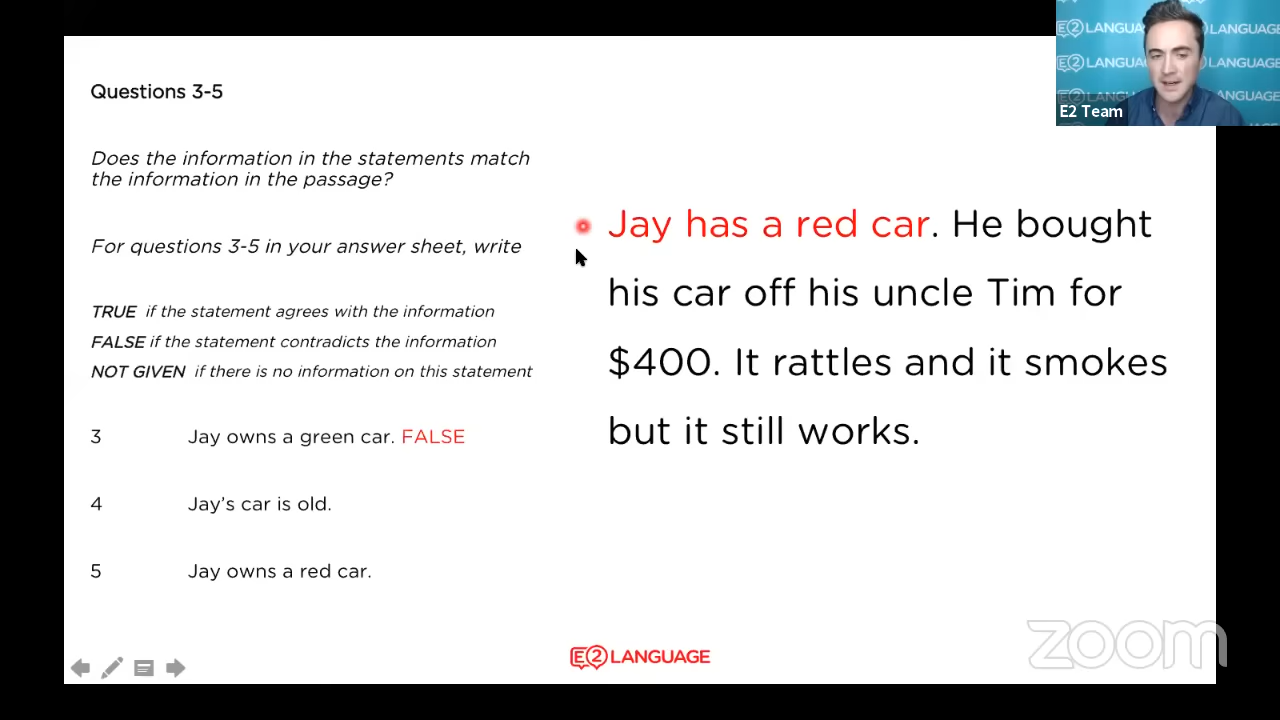 Questions 3-5
Does the information in the statements match
the information in the passage?
For questions 3-5 in your answer sheet, write
TRUE if the statement agrees with the information
FALSE if the statement contradicts the information
NOT GIVEN if there is no information on this statement
3 Jay owns a green car. FALSE
4 Jay’s car is old.
5 Jay owns a red car.
Jay has a red car. He bought
his car off his uncle Tim for
$400. It rattles and it smokes
but it still works.
E2 LANGUAGE
zoom
E2 Team